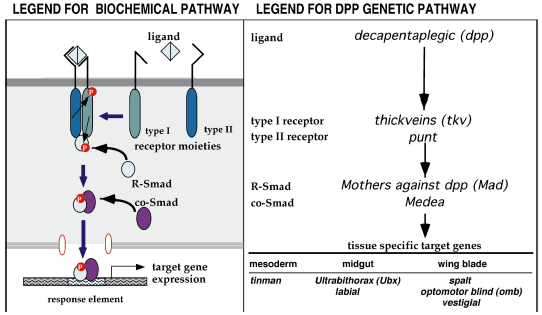 LEGEND FOR BIOCHEMICAL PATHWAY
ligand
P
type I
type II
receptor moieties
P
R-Smad
P
co-Smad
P
target gene
expression
response element
LEGEND FOR DPP GENETIC PATHWAY
ligand
decapentaplegic (dpp)
type I receptor
thickveins (tkv)
type II receptor
punt
R-Smad
Mothers against dpp (Mad)
co-Smad
Medea
tissue specific target genes
mesoderm midgut wing blade
tinman Ultrabithorax (Ubx) spalt
labial optomotor blind (omb)
vestigial